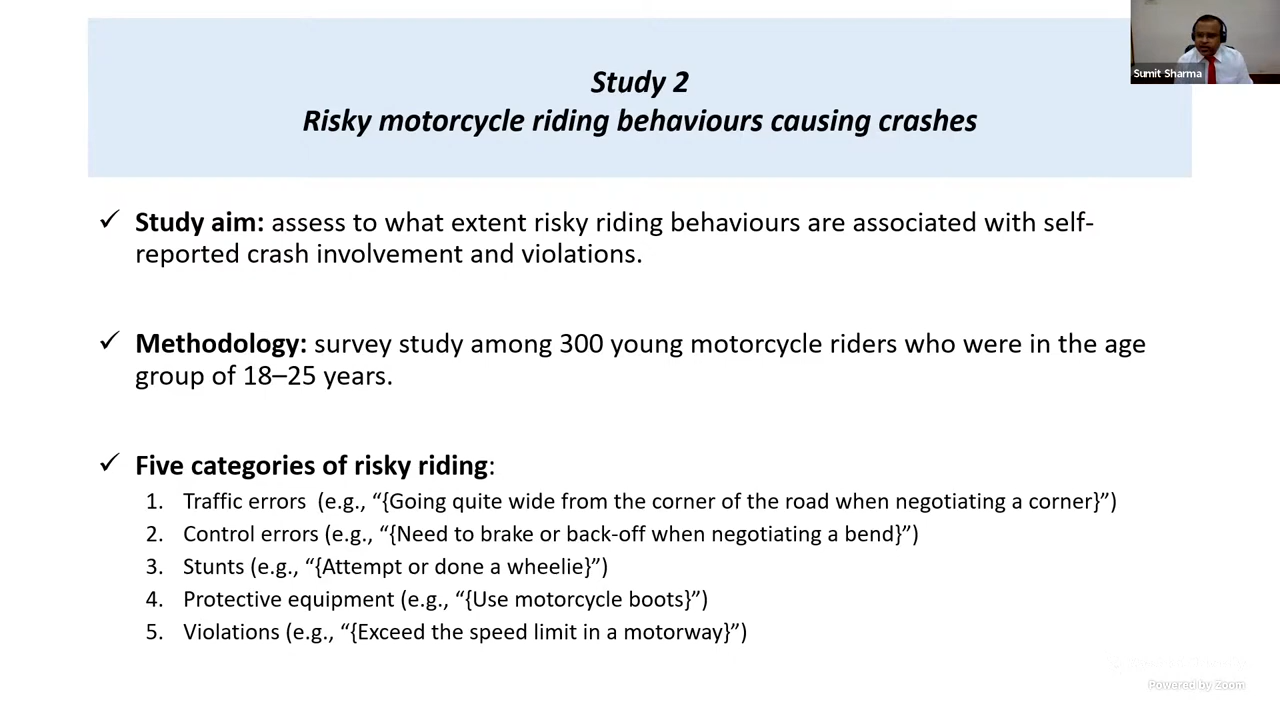 Study 2
Risky motorcycle riding behaviours causing crashes
Sumit Sharma
✓ Study aim: assess to what extent risky riding behaviours are associated with self-
reported crash involvement and violations.
✓ Methodology: survey study among 300 young motorcycle riders who were in the age
group of 18–25 years.
✓ Five categories of risky riding:
1. Traffic errors (e.g., “{Going quite wide from the corner of the road when negotiating a corner}”)
2. Control errors (e.g., “{Need to brake or back-off when negotiating a bend}”)
3. Stunts (e.g., “{Attempt or done a wheelie}”)
4. Protective equipment (e.g., “{Use motorcycle boots}”)
5. Violations (e.g., “{Exceed the speed limit in a motorway}”)
Powered by Zoom